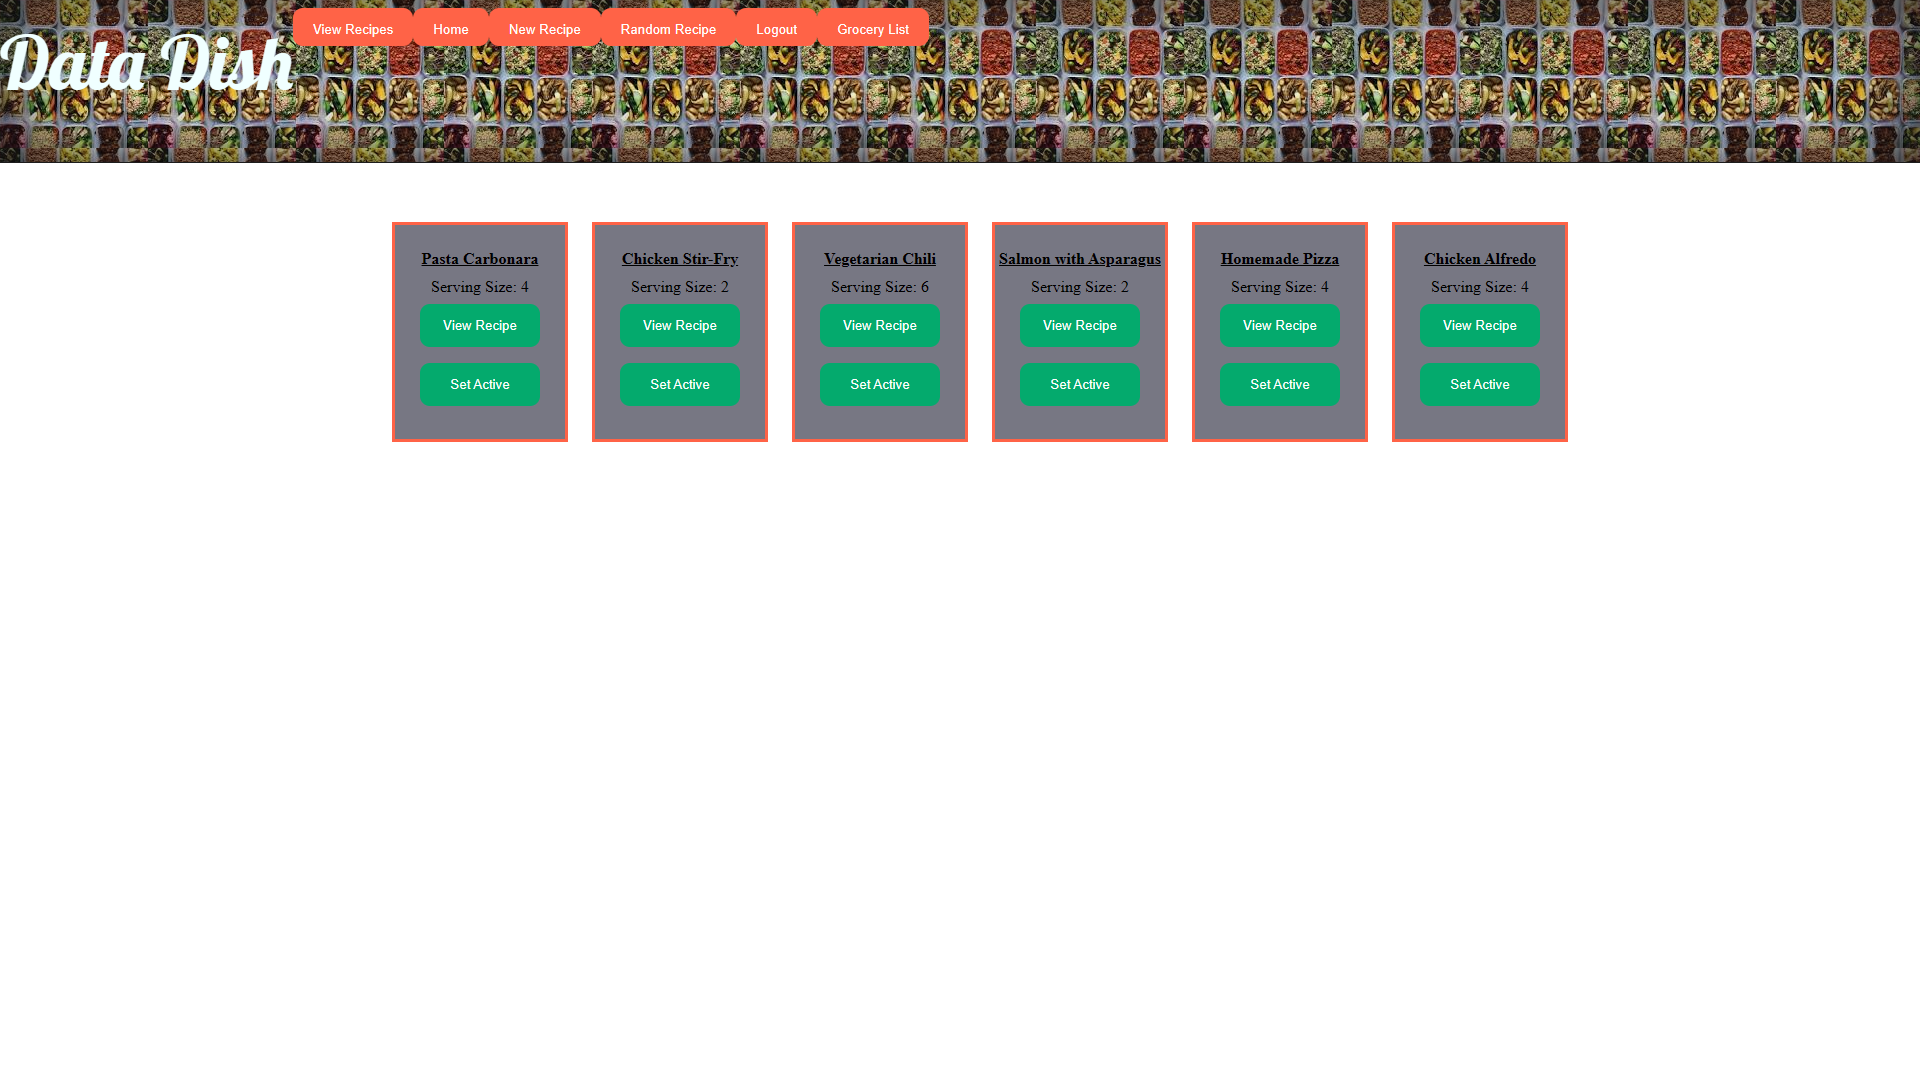 Data Dish
View Recipes
Home
New Recipe
Random Recipe
Logout
Grocery List
Pasta Carbonara
Serving Size: 4
View Recipe
Set Active
Chicken Stir-Fry
Serving Size: 2
View Recipe
Set Active
Vegetarian Chili
Serving Size: 6
View Recipe
Set Active
Salmon with Asparagus
Serving Size: 2
View Recipe
Set Active
Homemade Pizza
Serving Size: 4
View Recipe
Set Active
Chicken Alfredo
Serving Size: 4
View Recipe
Set Active